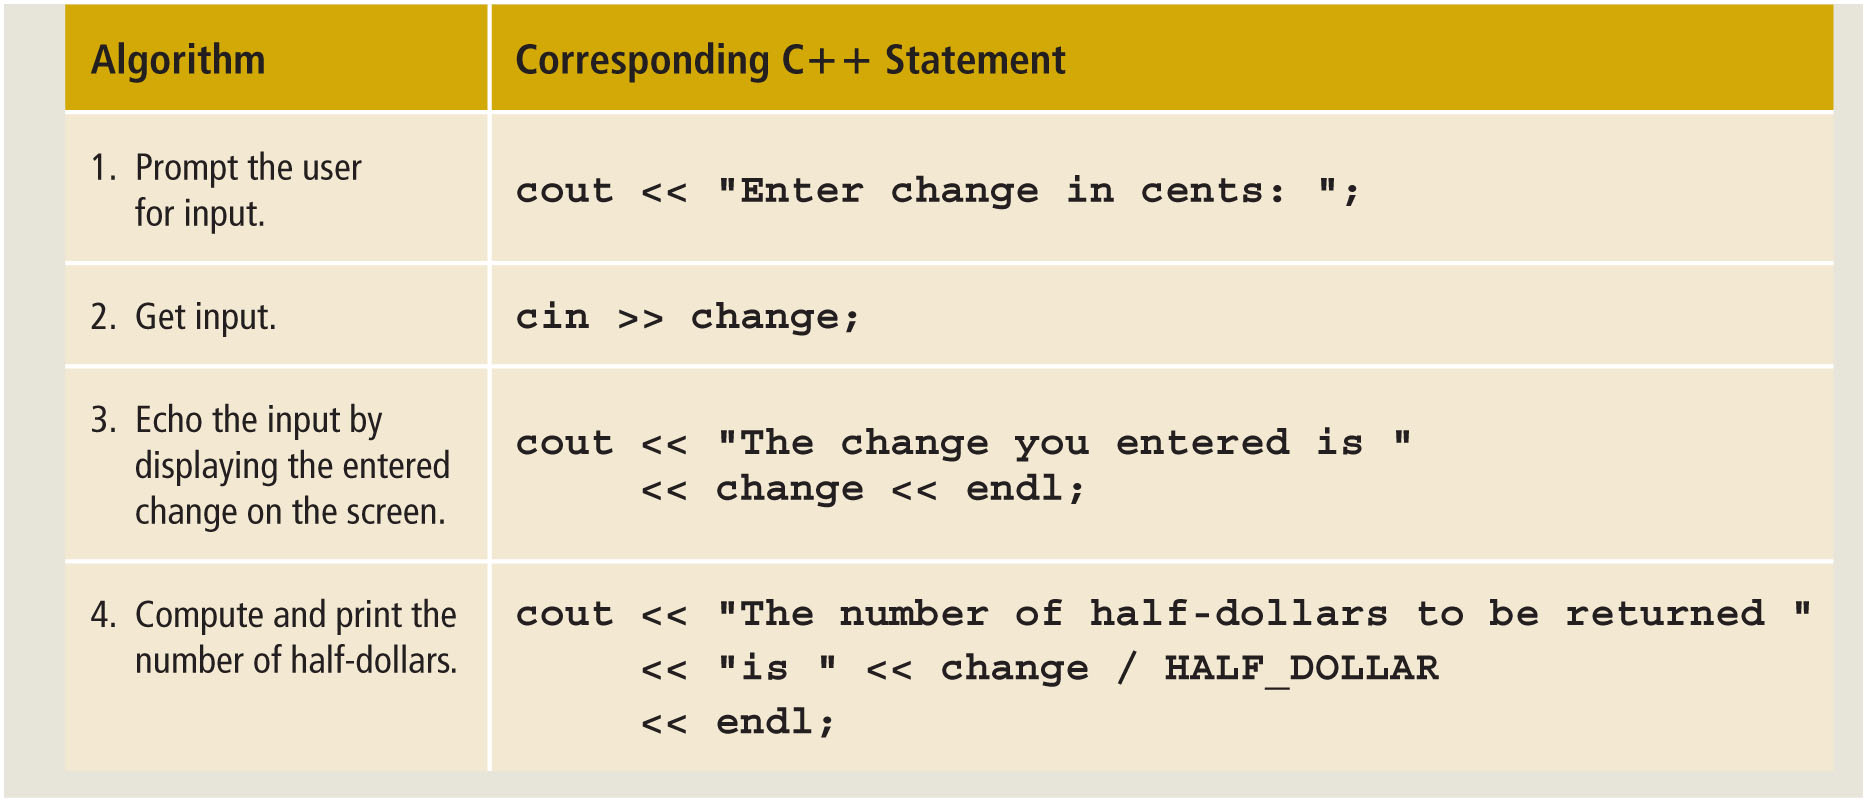 Algorithm
Corresponding C++ Statement
1. Prompt the user
for input.
cout << "Enter change in cents: ";
2. Get input.
cin >> change;
3. Echo the input by
displaying the entered
change on the screen.
cout << "The change you entered is "
<< change << endl;
4. Compute and print the
number of half-dollars.
cout << "The number of half-dollars to be returned "
<< "is " << change / HALF_DOLLAR
<< endl;